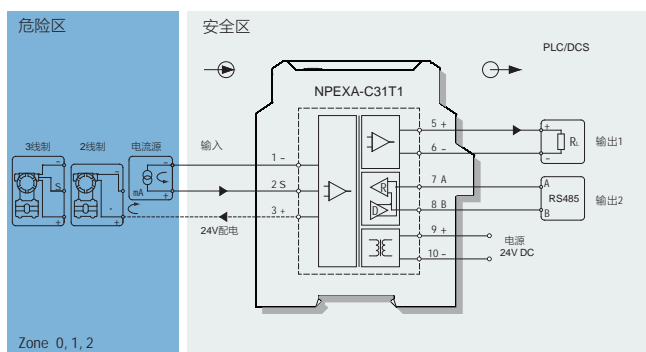 危险区
安全区
PLC/DCS
NPEXA-C31T1
3线制
2线制
电流源
输入
5 +
6 -
+
-
RL
输出1
-
S
+
-
+
-
mA
+
1 -
2 S
3 +
24V配电
R
D
7 A
8 B
A
B
RS485
输出2
9 +
10 -
电源
24V DC
Zone 0, 1, 2